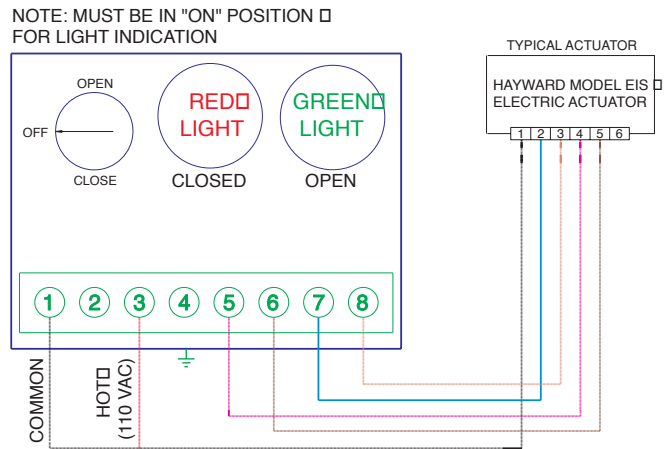 NOTE: MUST BE IN "ON" POSITION □
FOR LIGHT INDICATION
TYPICAL ACTUATOR
HAYWARD MODEL EIS □
ELECTRIC ACTUATOR
1 2 3 4 5 6
OPEN
OFF
CLOSE
RED□
LIGHT
CLOSED
GREEN□
LIGHT
OPEN
1 2 3 4 5 6 7 8
COMMON
HOT□
(110 VAC)